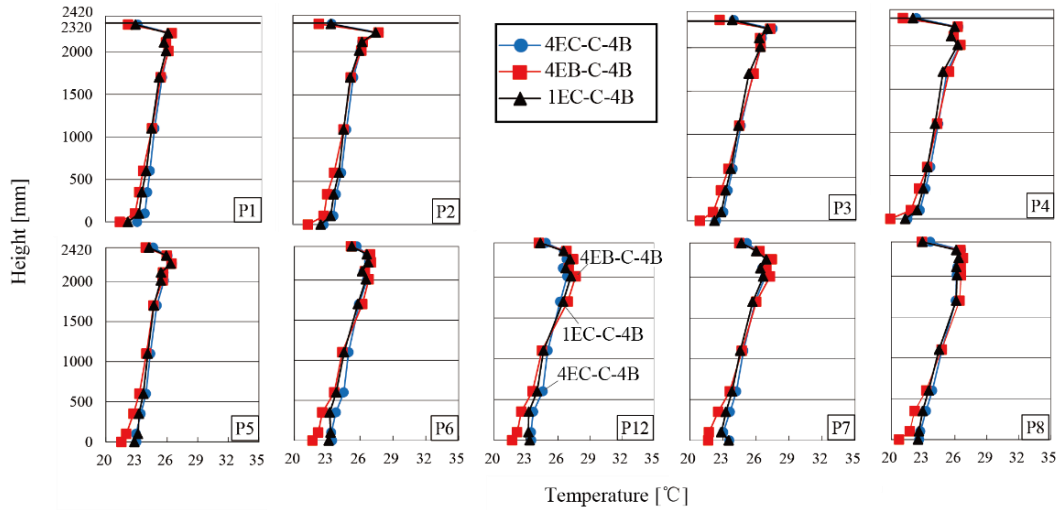 2420
2320
2000
1500
1000
500
0
P1
P2
4EC-C-4B
4EB-C-4B
1EC-C-4B
P3
P4
Height [mm]
2420
2000
1700
1000
500
0
P5
P6
4EB-C-4B
1EC-C-4B
4EC-C-4B
P12
P7
P8
20 23 26 29 32 35
20 23 26 29 32 35
20 23 26 29 32 35
20 23 26 29 32 35
20 23 26 29 32 35
Temperature [℃]